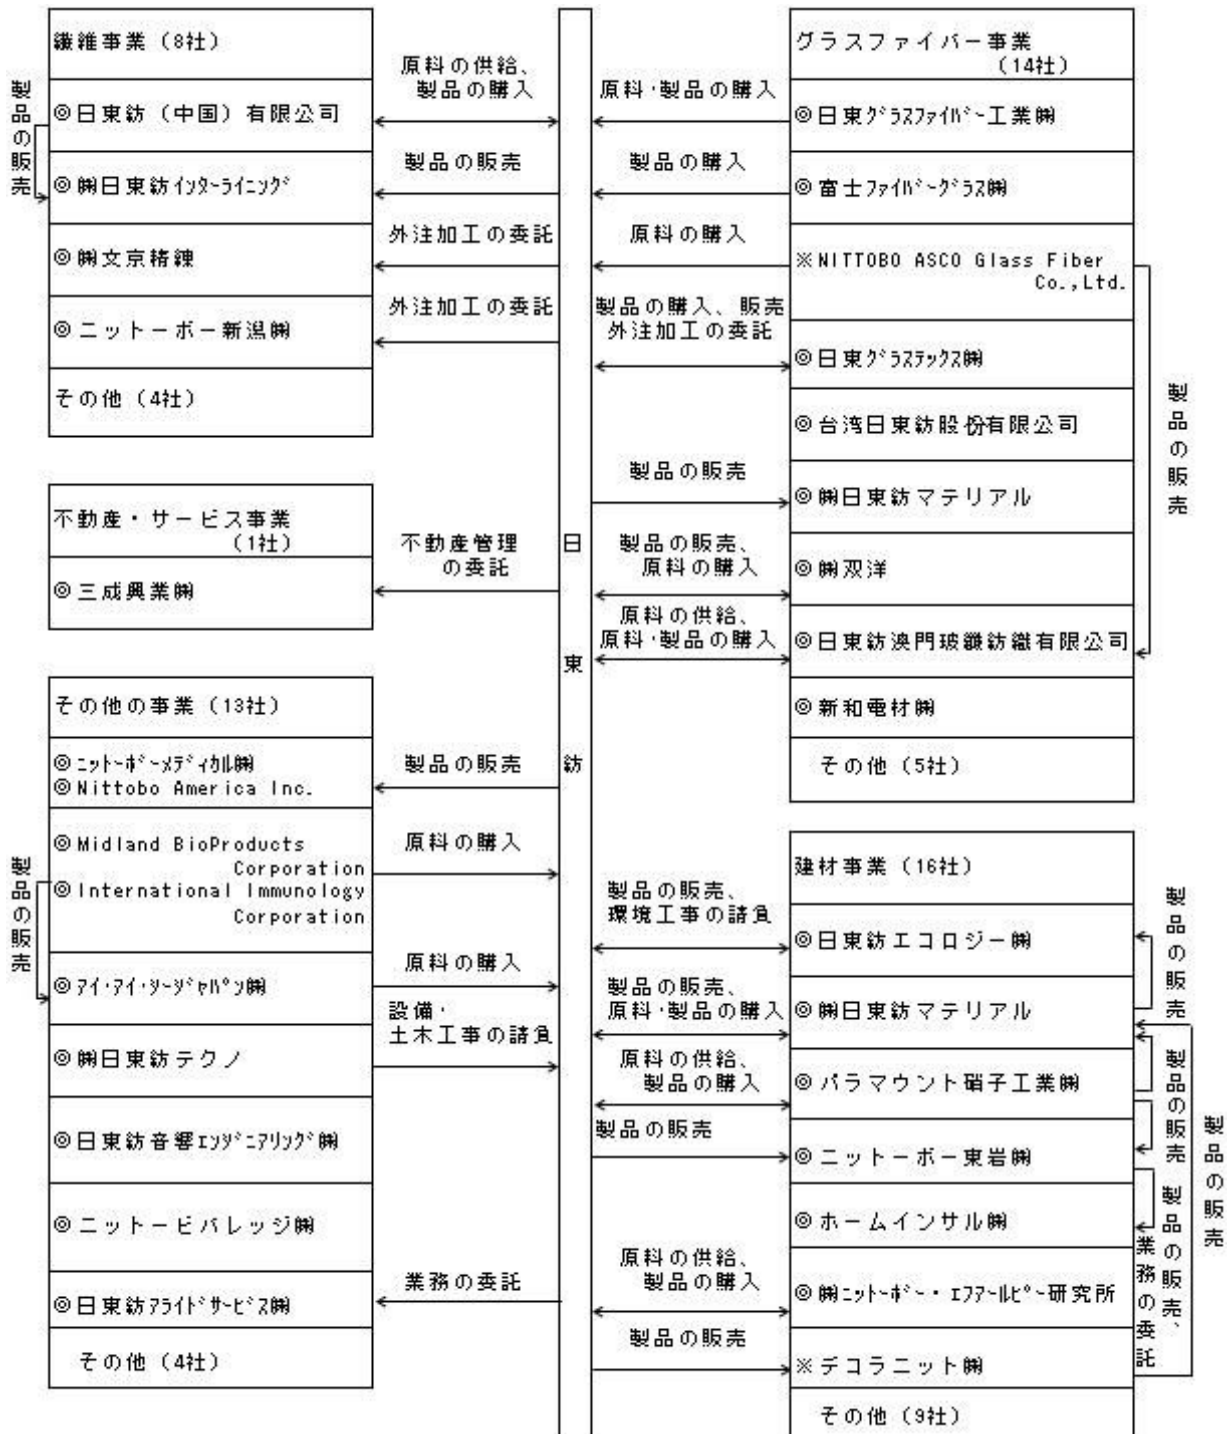 繊維事業（8社）
◎日東紡（中国）有限公司
◎㈱日東紡ｲﾝﾀｰﾗｲﾆﾝｸﾞ
◎㈱文京精練
◎ニットーボー新潟㈱
その他（4社）
製品の販売
原料の供給、
製品の購入
製品の販売
外注加工の委託
外注加工の委託
不動産・サービス事業
（1社）
◎三成興業㈱
不動産管理
の委託
その他の事業（13社）
◎ﾆｯﾄｰﾎﾞｰﾒﾃﾞｨｶﾙ㈱
◎Nittobo America Inc.
◎Midland BioProducts
Corporation
◎International Immunology
Corporation
◎ｱｲ･ｱｲ･ｼｰｼﾞｬﾊﾟﾝ㈱
◎㈱日東紡テクノ
◎日東紡音響ｴﾝｼﾞﾆｱﾘﾝｸﾞ㈱
◎ニットービバレッジ㈱
◎日東紡ｱﾗｲﾄﾞｻｰﾋﾞｽ㈱
その他（4社）
製品の販売
製品の販売
原料の購入
原料の購入
設備・
土木工事の請負
業務の委託
日東紡
グラスファイバー事業
（14社）
◎日東ｸﾞﾗｽﾌｧｲﾊﾞｰ工業㈱
◎富士ﾌｧｲﾊﾞｰｸﾞﾗｽ㈱
※NITTOBO ASCO Glass Fiber
Co.,Ltd.
◎日東ｸﾞﾗｽﾃｯｸｽ㈱
◎台湾日東紡股份有限公司
◎㈱日東紡マテリアル
◎㈱双洋
◎日東紡澳門玻纖紡織有限公司
◎新和電材㈱
その他（5社）
原料･製品の購入
製品の購入
原料の購入
製品の購入、販売
外注加工の委託
製品の販売
製品の販売、
原料の購入
原料の供給、
原料･製品の購入
製品の販売
建材事業（16社）
◎日東紡エコロジー㈱
◎㈱日東紡マテリアル
◎パラマウント硝子工業㈱
◎ニットーボー東岩㈱
◎ホームインサル㈱
◎㈱ﾆｯﾄｰﾎﾞｰ・ｴﾌｱｰﾙﾋﾟｰ研究所
※デコラニット㈱
その他（9社）
製品の販売、
環境工事の請負
製品の販売、
原料･製品の購入
原料の供給、
製品の購入
製品の販売
原料の供給、
製品の購入
製品の販売
製品の販売
製品の販売
製品の販売、
業務の委託
製品の販売